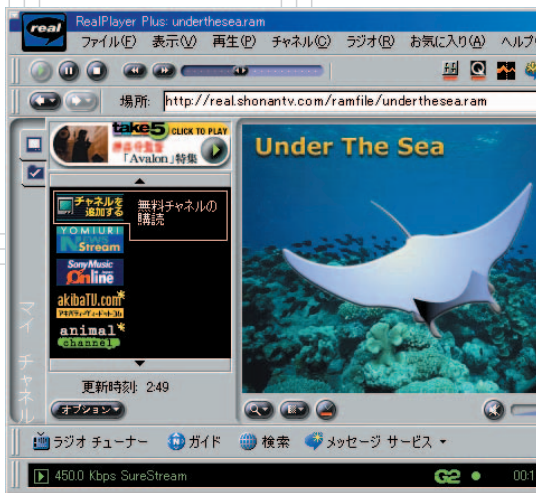 real
RealPlayer Plus: underthesea.ram
ファイル(F) 表示(V) 再生(P) チャネル(C) ラジオ(R) お気に入り(A) ヘルプ(
場所: http://real.shonantv.com/ramfile/underthesea.ram
take5 CLICK TO PLAY
「Avalon」特集
Under The Sea
チャネルを
追加する
無料チャネルの
購読
YOMIURI
NEWS
Stream
Sony Music
Online
akibaTV.com
animal
channel
マイ チャネル
更新時刻: 2:49
オプション
ラジオ チューナー ガイド 検索 メッセージ サービス
450.0 Kbps SureStream G2 00:1